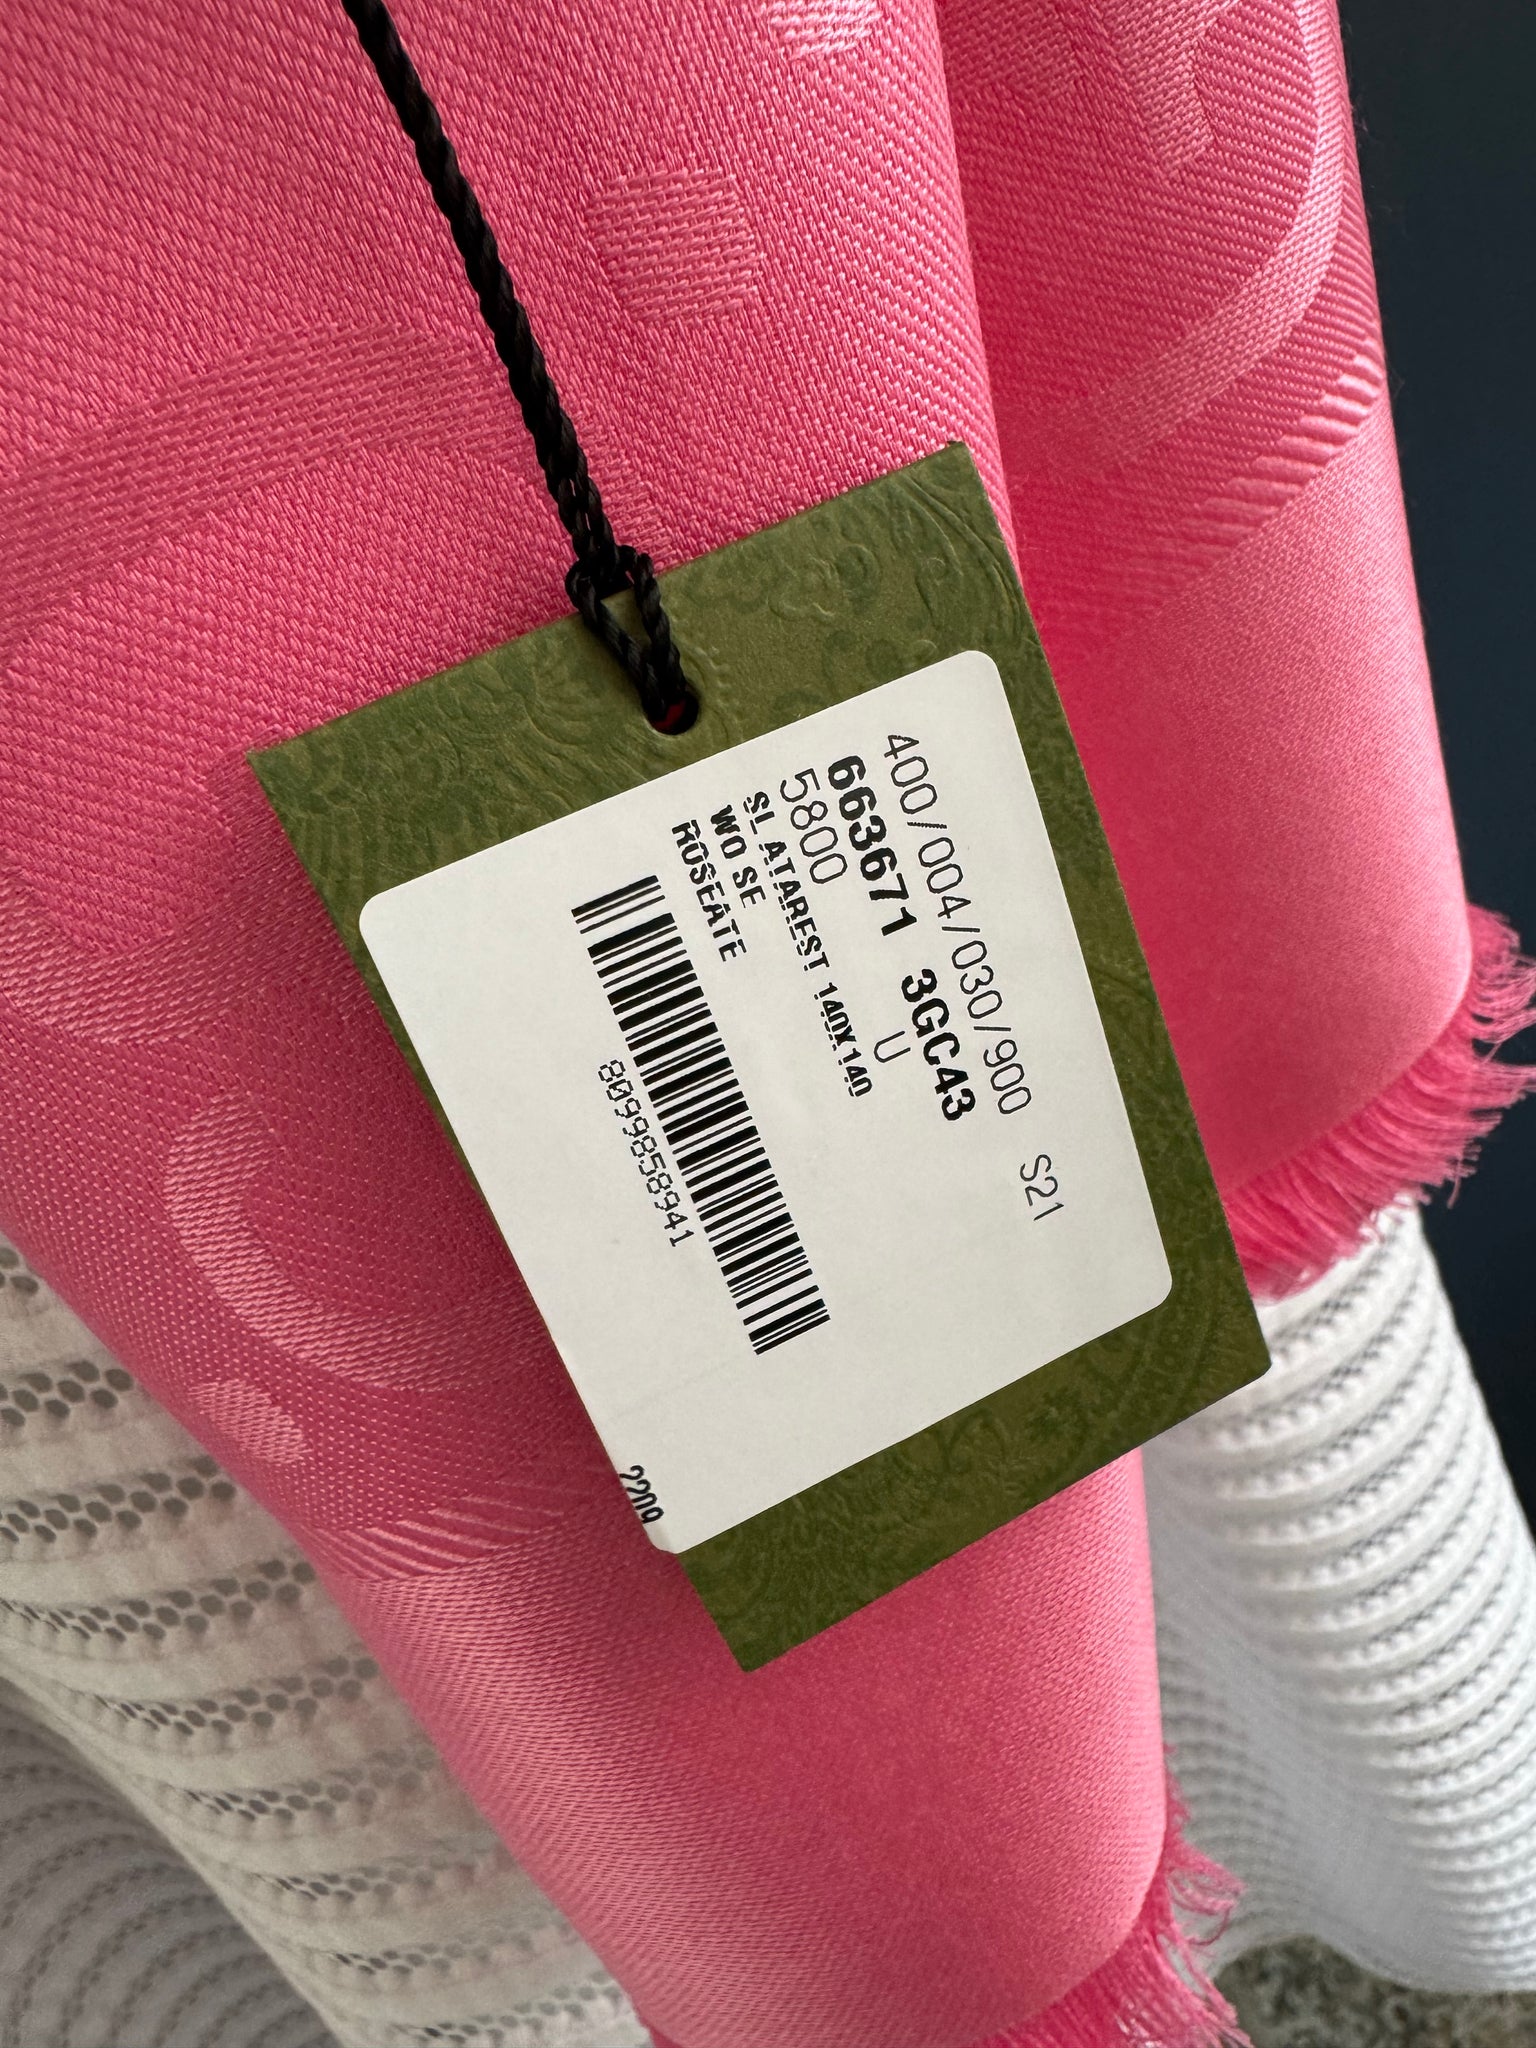 400/004/030/900 S21
663671 3GC43
5800 U
SL ATAREST 140X140
WO SE
ROSEATE
8099858941
2209